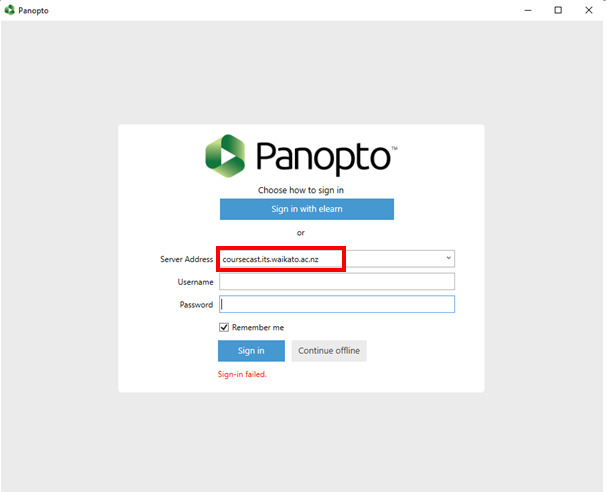 Panopto
Panopto™
Choose how to sign in
Sign in with elearn
or
Server Address coursecast.its.waikato.ac.nz
Username
Password
Remember me
Sign in Continue offline
Sign-in failed.